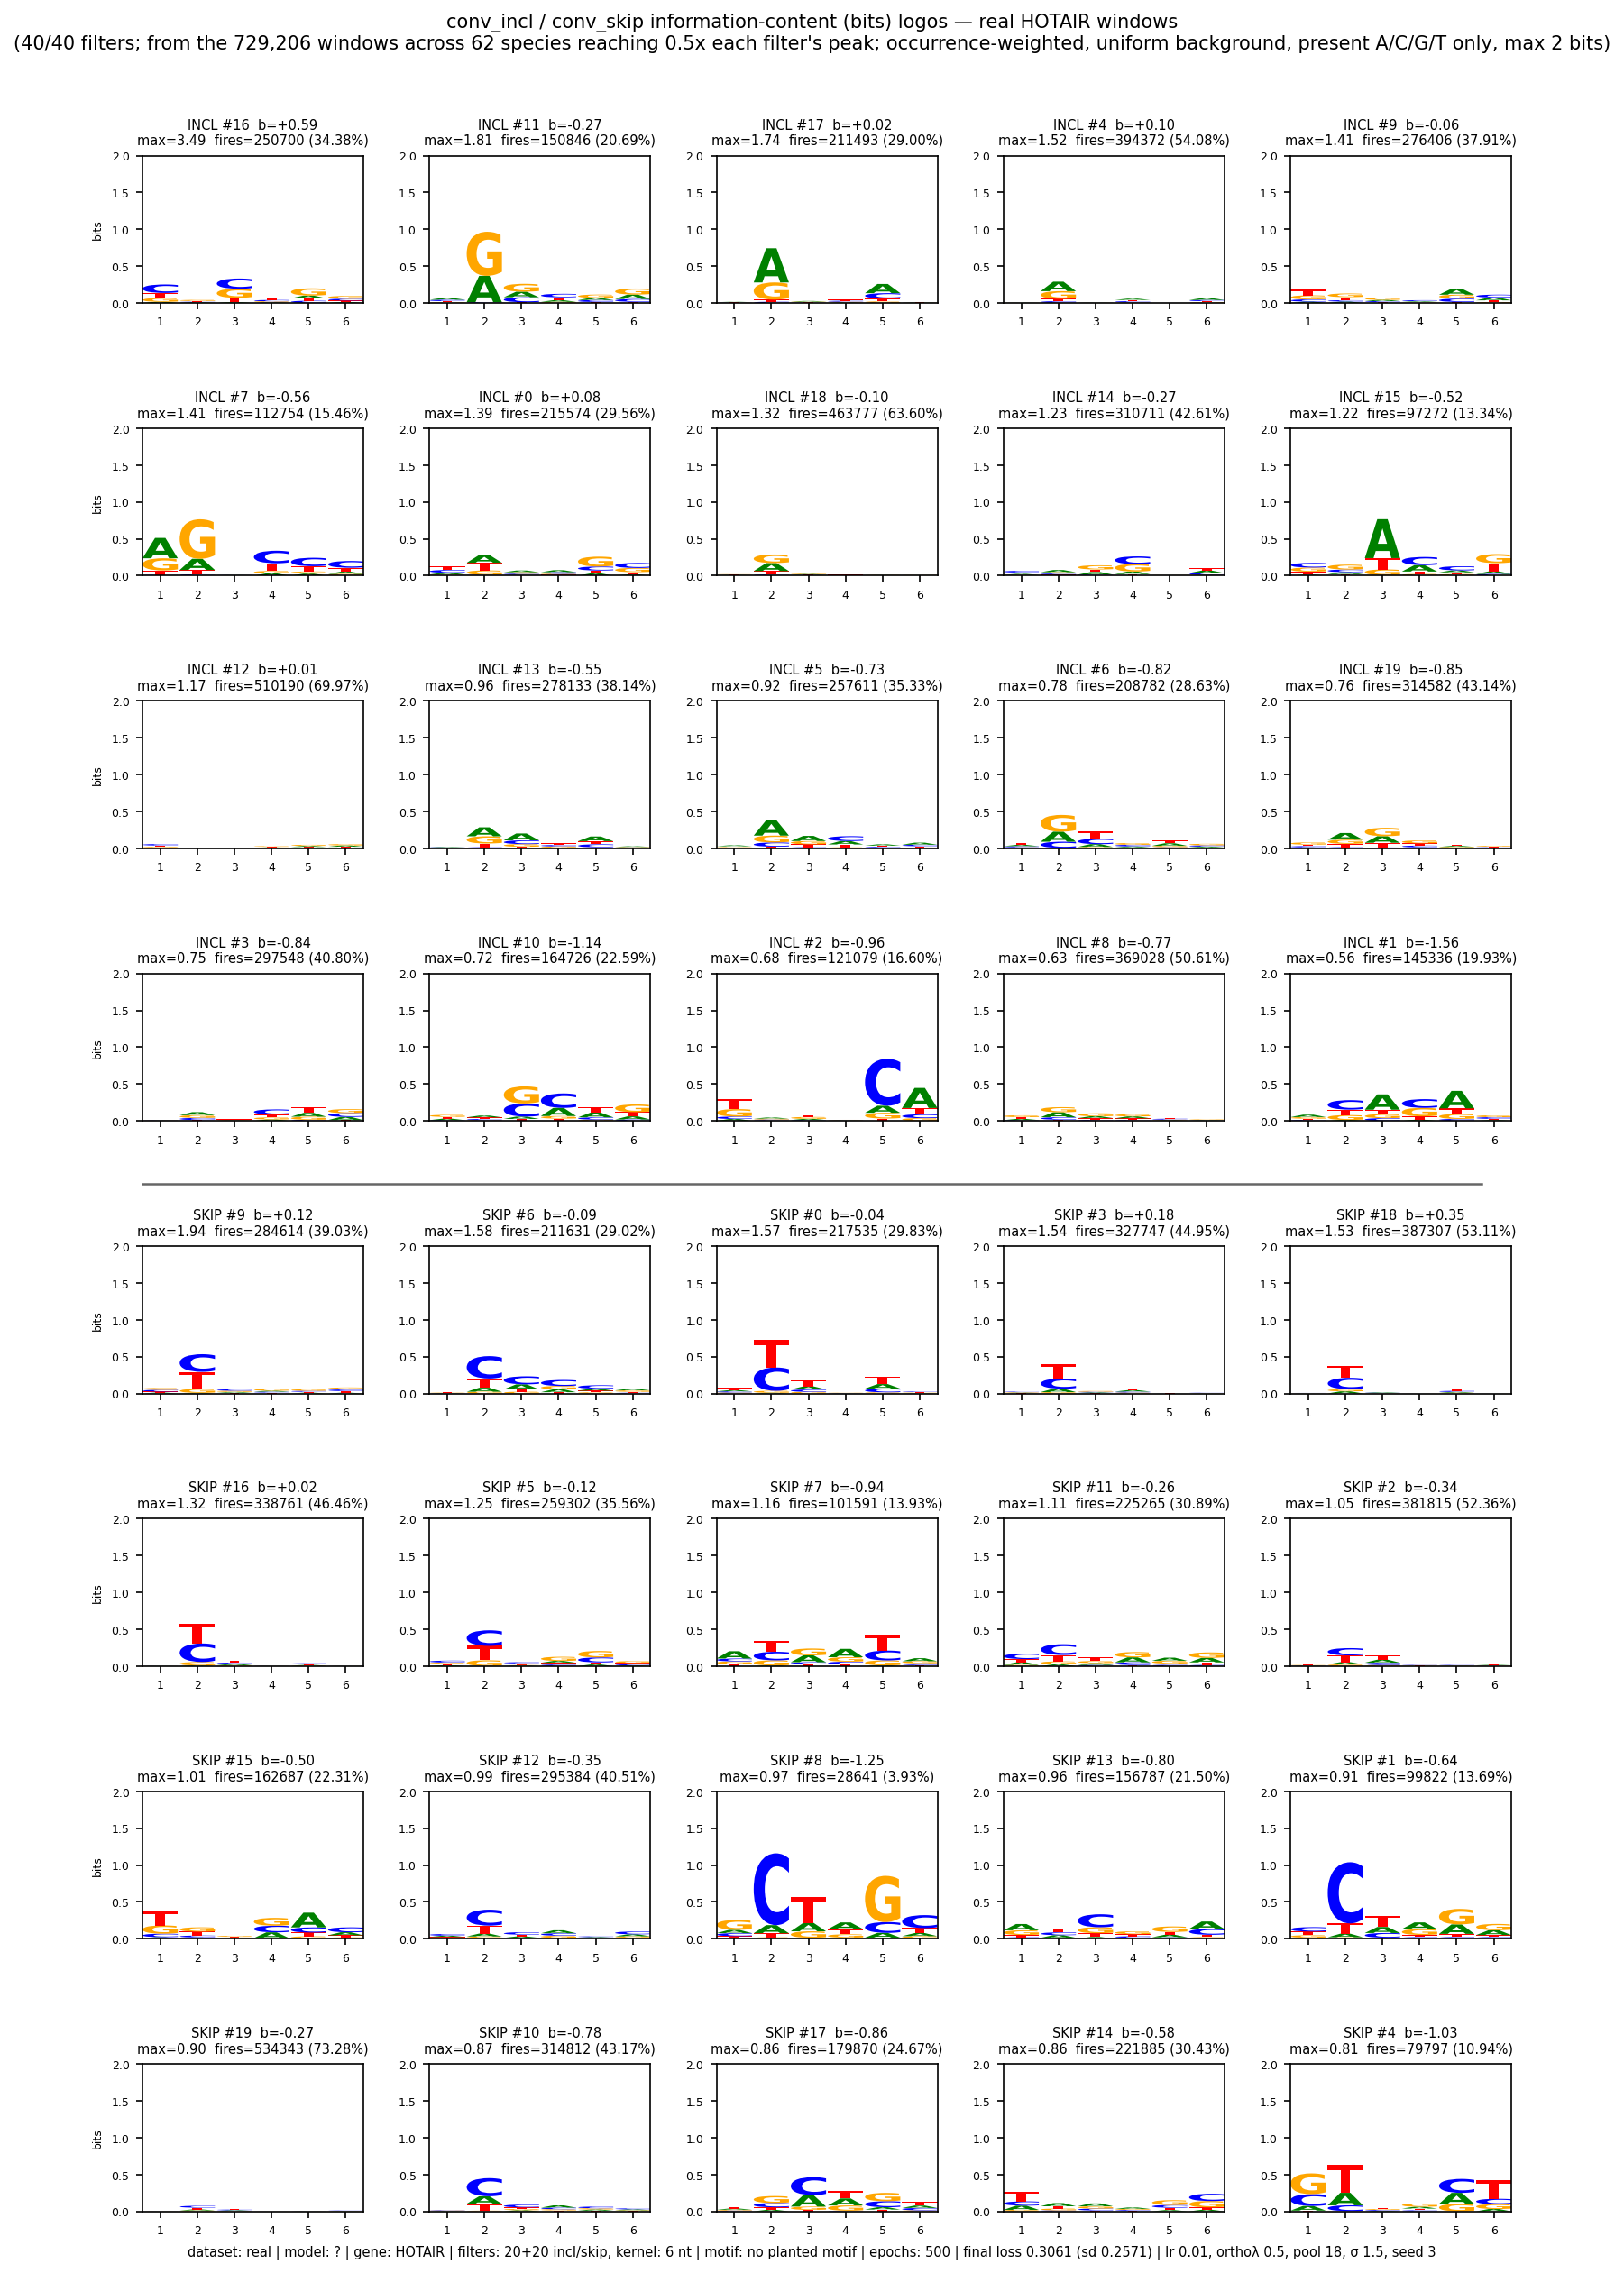 conv_incl / conv_skip information-content (bits) logos — real HOTAIR windows
(40/40 filters; from the 729,206 windows across 62 species reaching 0.5x each filter's peak; occurrence-weighted, uniform background, present A/C/G/T only, max 2 bits)
INCL #16 b=+0.59
max=3.49 fires=250700 (34.38%)
INCL #11 b=-0.27
max=1.81 fires=150846 (20.69%)
INCL #17 b=+0.02
max=1.74 fires=211493 (29.00%)
INCL #4 b=+0.10
max=1.52 fires=394372 (54.08%)
INCL #9 b=-0.06
max=1.41 fires=276406 (37.91%)
bits
INCL #7 b=-0.56
max=1.41 fires=112754 (15.46%)
INCL #0 b=+0.08
max=1.39 fires=215574 (29.56%)
INCL #18 b=-0.10
max=1.32 fires=463777 (63.60%)
INCL #14 b=-0.27
max=1.23 fires=310711 (42.61%)
INCL #15 b=-0.52
max=1.22 fires=97272 (13.34%)
bits
INCL #12 b=+0.01
max=1.17 fires=510190 (69.97%)
INCL #13 b=-0.55
max=0.96 fires=278133 (38.14%)
INCL #5 b=-0.73
max=0.92 fires=257611 (35.33%)
INCL #6 b=-0.82
max=0.78 fires=208782 (28.63%)
INCL #19 b=-0.85
max=0.76 fires=314582 (43.14%)
bits
INCL #3 b=-0.84
max=0.75 fires=297548 (40.80%)
INCL #10 b=-1.14
max=0.72 fires=164726 (22.59%)
INCL #2 b=-0.96
max=0.68 fires=121079 (16.60%)
INCL #8 b=-0.77
max=0.63 fires=369028 (50.61%)
INCL #1 b=-1.56
max=0.56 fires=145336 (19.93%)
bits
SKIP #9 b=+0.12
max=1.94 fires=284614 (39.03%)
SKIP #6 b=-0.09
max=1.58 fires=211631 (29.02%)
SKIP #0 b=-0.04
max=1.57 fires=217535 (29.83%)
SKIP #3 b=+0.18
max=1.54 fires=327747 (44.95%)
SKIP #18 b=+0.35
max=1.53 fires=387307 (53.11%)
bits
SKIP #16 b=+0.02
max=1.32 fires=338761 (46.46%)
SKIP #5 b=-0.12
max=1.25 fires=259302 (35.56%)
SKIP #7 b=-0.94
max=1.16 fires=101591 (13.93%)
SKIP #11 b=-0.26
max=1.11 fires=225265 (30.89%)
SKIP #2 b=-0.34
max=1.05 fires=381815 (52.36%)
bits
SKIP #15 b=-0.50
max=1.01 fires=162687 (22.31%)
SKIP #12 b=-0.35
max=0.99 fires=295384 (40.51%)
SKIP #8 b=-1.25
max=0.97 fires=28641 (3.93%)
SKIP #13 b=-0.80
max=0.96 fires=156787 (21.50%)
SKIP #1 b=-0.64
max=0.91 fires=99822 (13.69%)
bits
SKIP #19 b=-0.27
max=0.90 fires=534343 (73.28%)
SKIP #10 b=-0.78
max=0.87 fires=314812 (43.17%)
SKIP #17 b=-0.86
max=0.86 fires=179870 (24.67%)
SKIP #14 b=-0.58
max=0.86 fires=221885 (30.43%)
SKIP #4 b=-1.03
max=0.81 fires=79797 (10.94%)
bits
dataset: real | model: ? | gene: HOTAIR | filters: 20+20 incl/skip, kernel: 6 nt | motif: no planted motif | epochs: 500 | final loss 0.3061 (sd 0.2571) | lr 0.01, orthoλ 0.5, pool 18, σ 1.5, seed 3